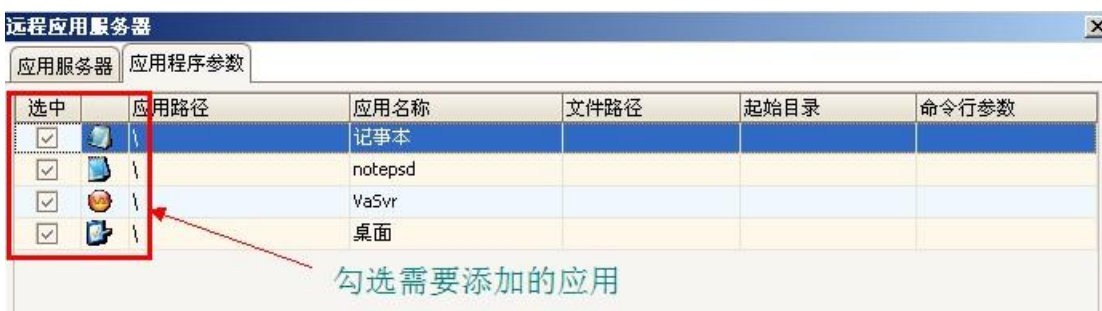 远程应用服务器
应用服务器 应用程序参数
选中 应用路径 应用名称 文件路径 起始目录 命令行参数
\ 记事本
\ notepsd
\ VaSvr
\ 桌面
勾选需要添加的应用